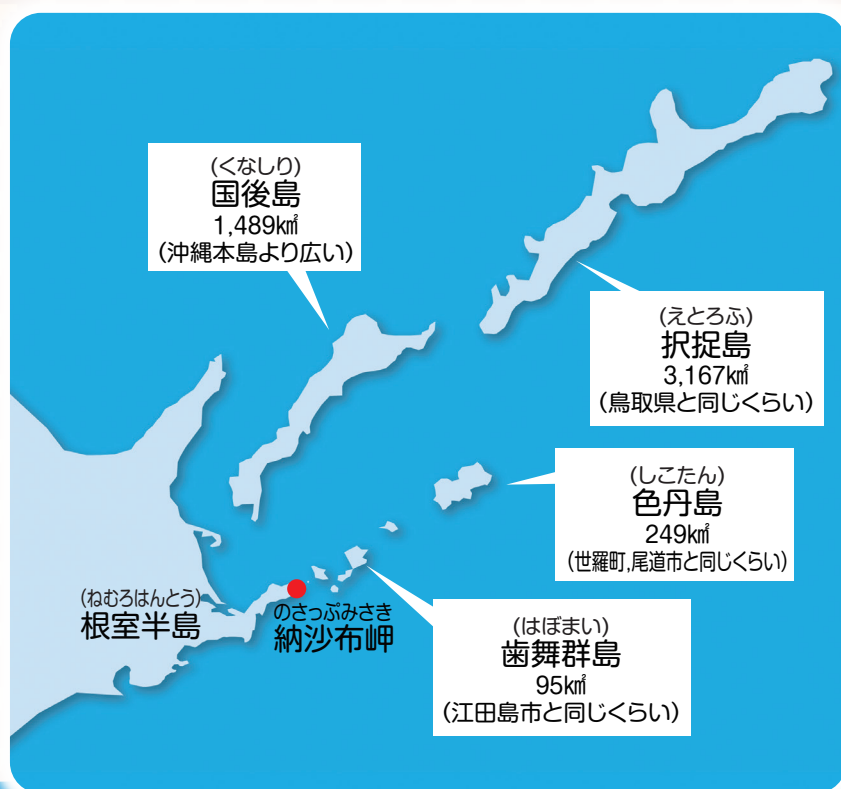 (くなしり)
国後島
1,489㎢
(沖縄本島より広い)
(えとろふ)
択捉島
3,167㎢
(鳥取県と同じくらい)
(しこたん)
色丹島
249㎢
(世羅町,尾道市と同じくらい)
(ねむろはんとう)
根室半島
のさっぷみさき
納沙布岬
(はぼまい)
歯舞群島
95㎢
(江田島市と同じくらい)